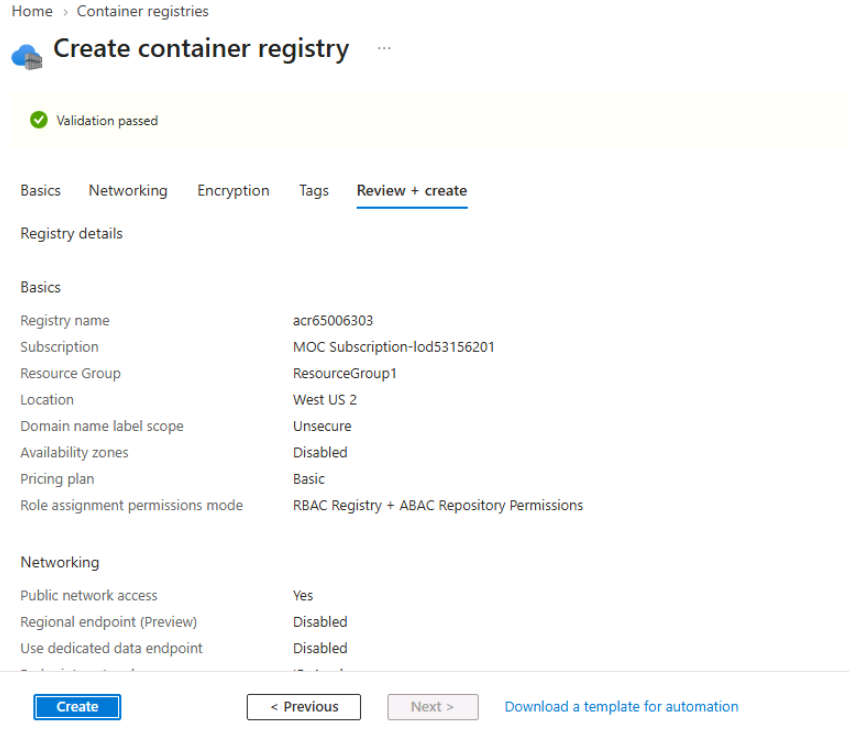 Home > Container registries
Create container registry ...
Validation passed
Basics Networking Encryption Tags Review + create
Registry details
Basics
Registry name acr65006303
Subscription MOC Subscription-lod53156201
Resource Group ResourceGroup1
Location West US 2
Domain name label scope Unsecure
Availability zones Disabled
Pricing plan Basic
Role assignment permissions mode RBAC Registry + ABAC Repository Permissions
Networking
Public network access Yes
Regional endpoint (Preview) Disabled
Use dedicated data endpoint Disabled
Create < Previous Next > Download a template for automation